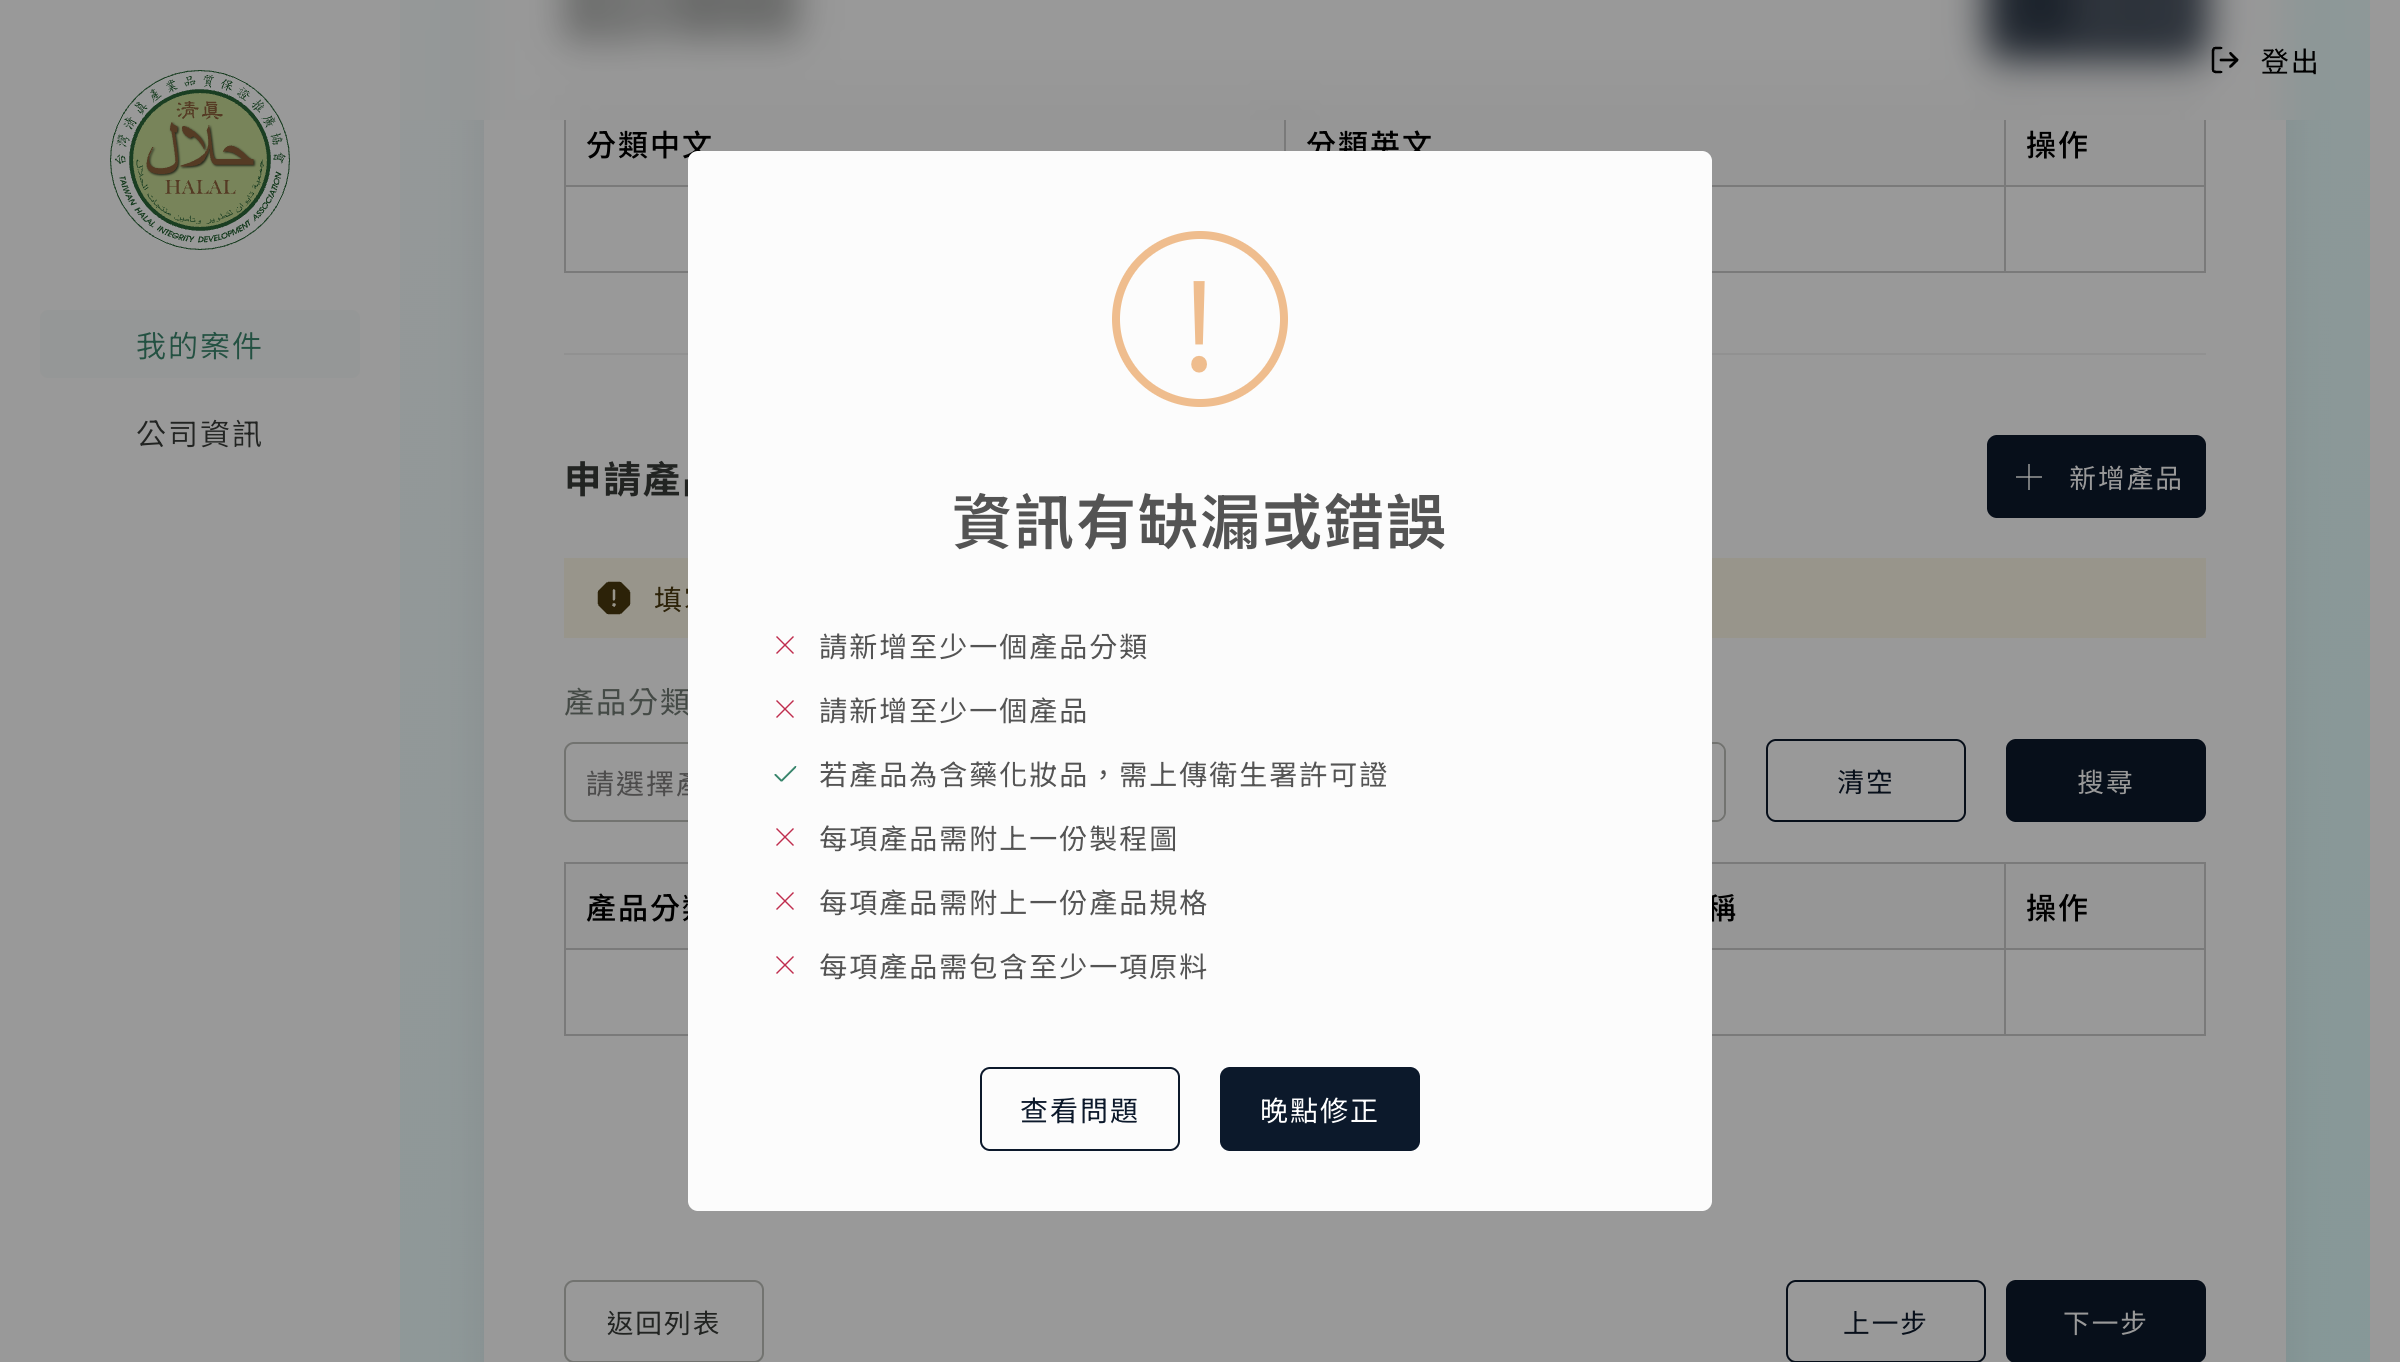 登出
台灣清真產業品質保證推廣協會
清真
حلال
HALAL
TAIWAN HALAL INTEGRITY DEVELOPMENT ASSOCIATION
我的案件
公司資訊
分類中文
分類英文
操作
申請產
新增產品
填
產品分類
請選擇產
清空
搜尋
產品分
稱
操作
資訊有缺漏或錯誤
請新增至少一個產品分類
請新增至少一個產品
若產品為含藥化妝品，需上傳衛生署許可證
每項產品需附上一份製程圖
每項產品需附上一份產品規格
每項產品需包含至少一項原料
查看問題
晚點修正
返回列表
上一步
下一步